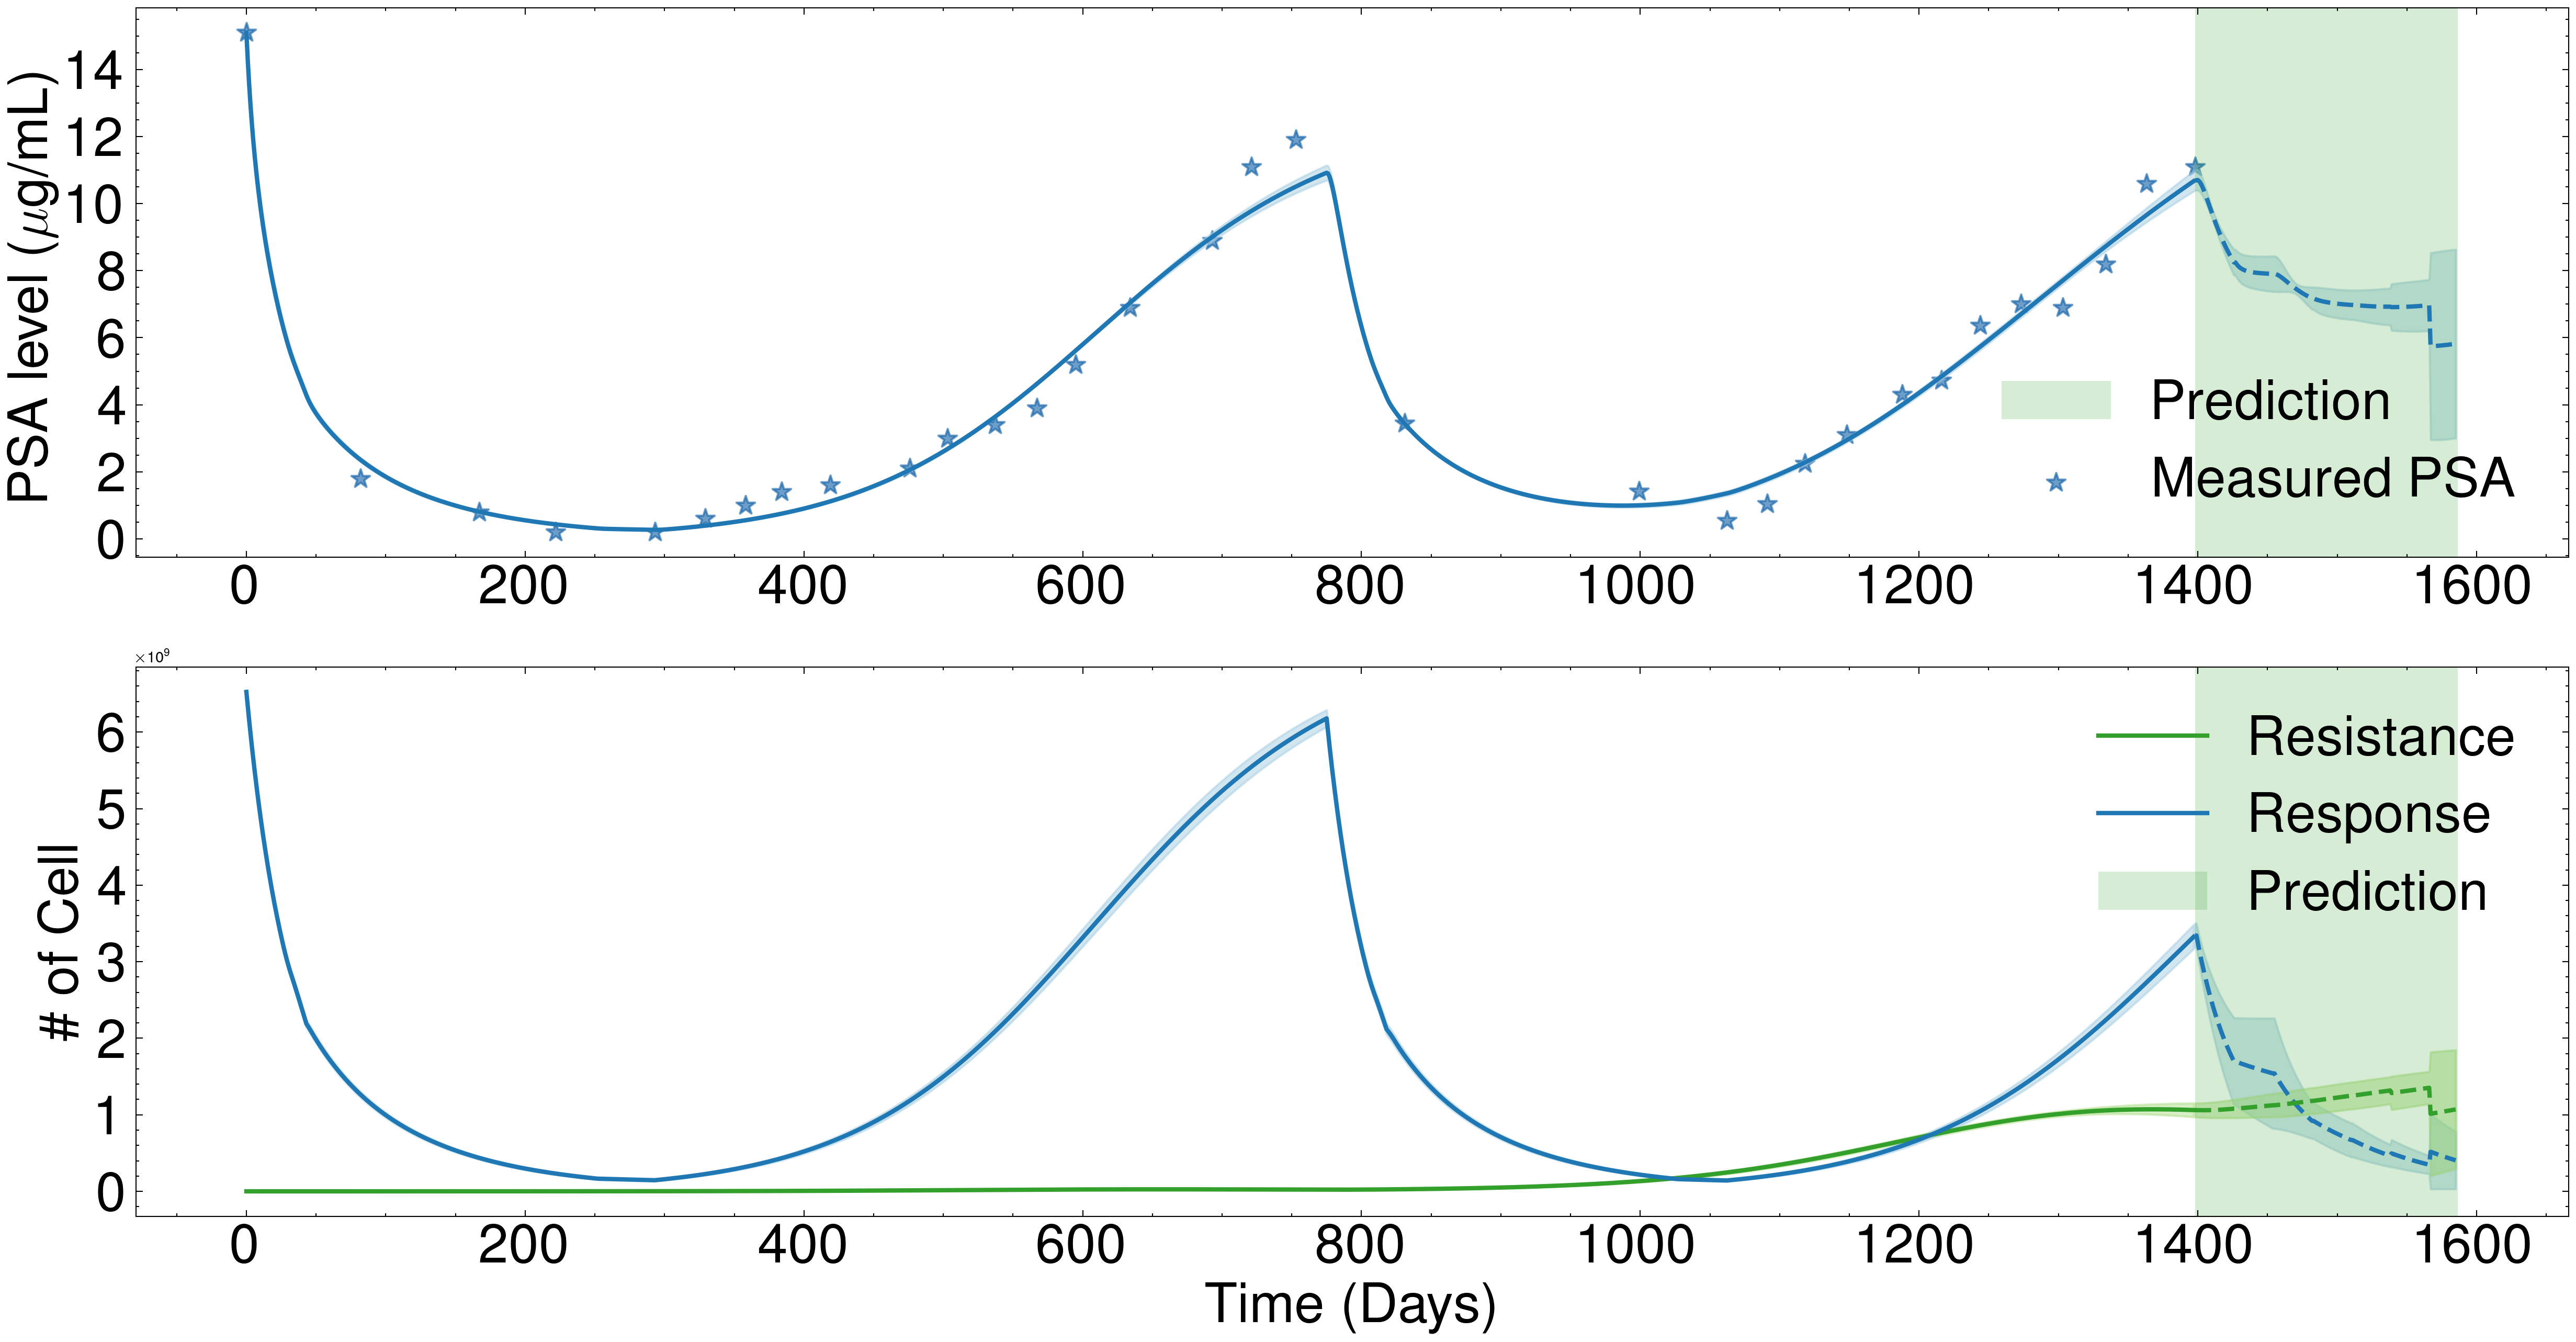 PSA level (μg/mL)
14
12
10
8
6
4
2
0
Prediction
Measured PSA
0 200 400 600 800 1000 1200 1400 1600
×10⁹
# of Cell
6
5
4
3
2
1
0
Resistance
Response
Prediction
0 200 400 600 800 1000 1200 1400 1600
Time (Days)